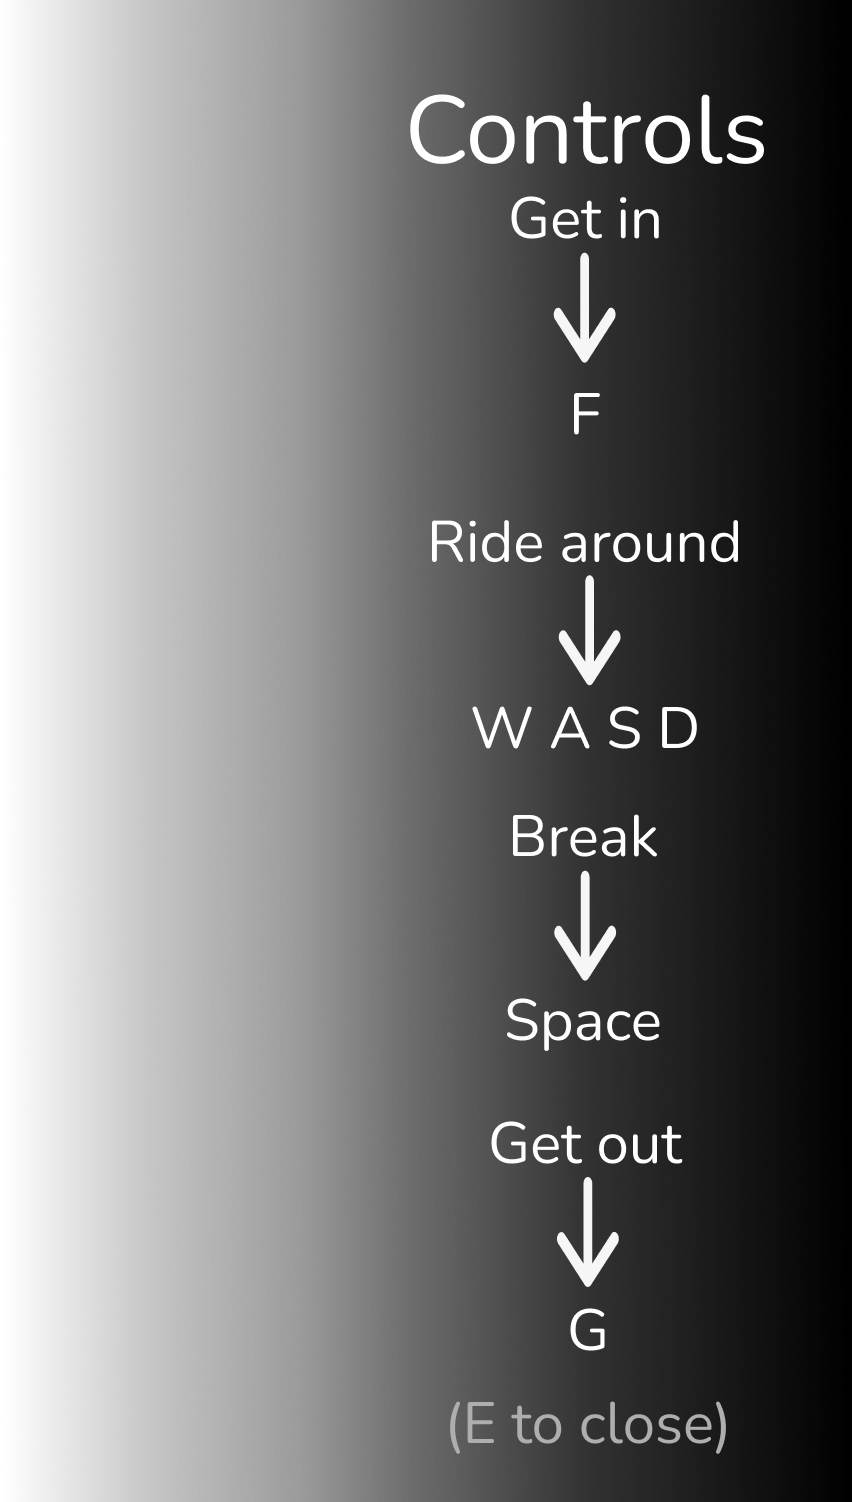 Controls
Get in
F
Ride around
W A S D
Break
Space
Get out
G
(E to close)